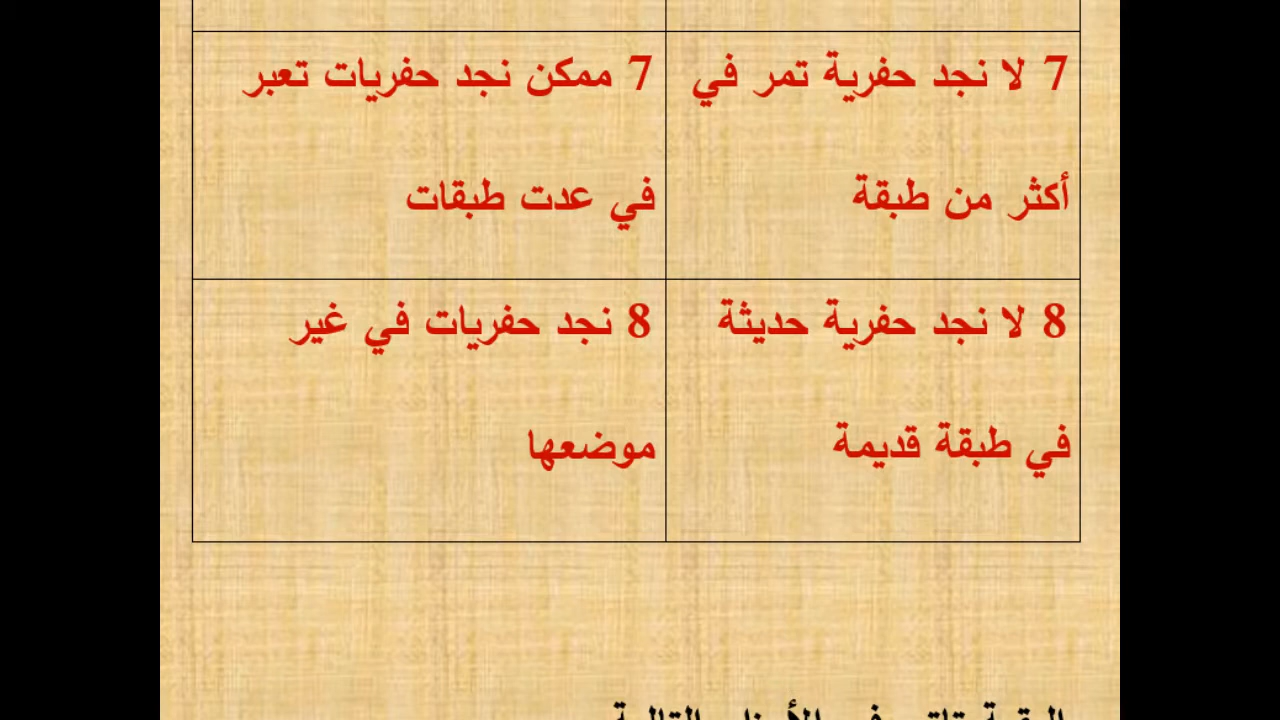 7 لا نجد حفرية تمر في
أكثر من طبقة
7 ممكن نجد حفريات تعبر
في عدت طبقات
8 لا نجد حفرية حديثة
في طبقة قديمة
8 نجد حفريات في غير
موضعها
التالية